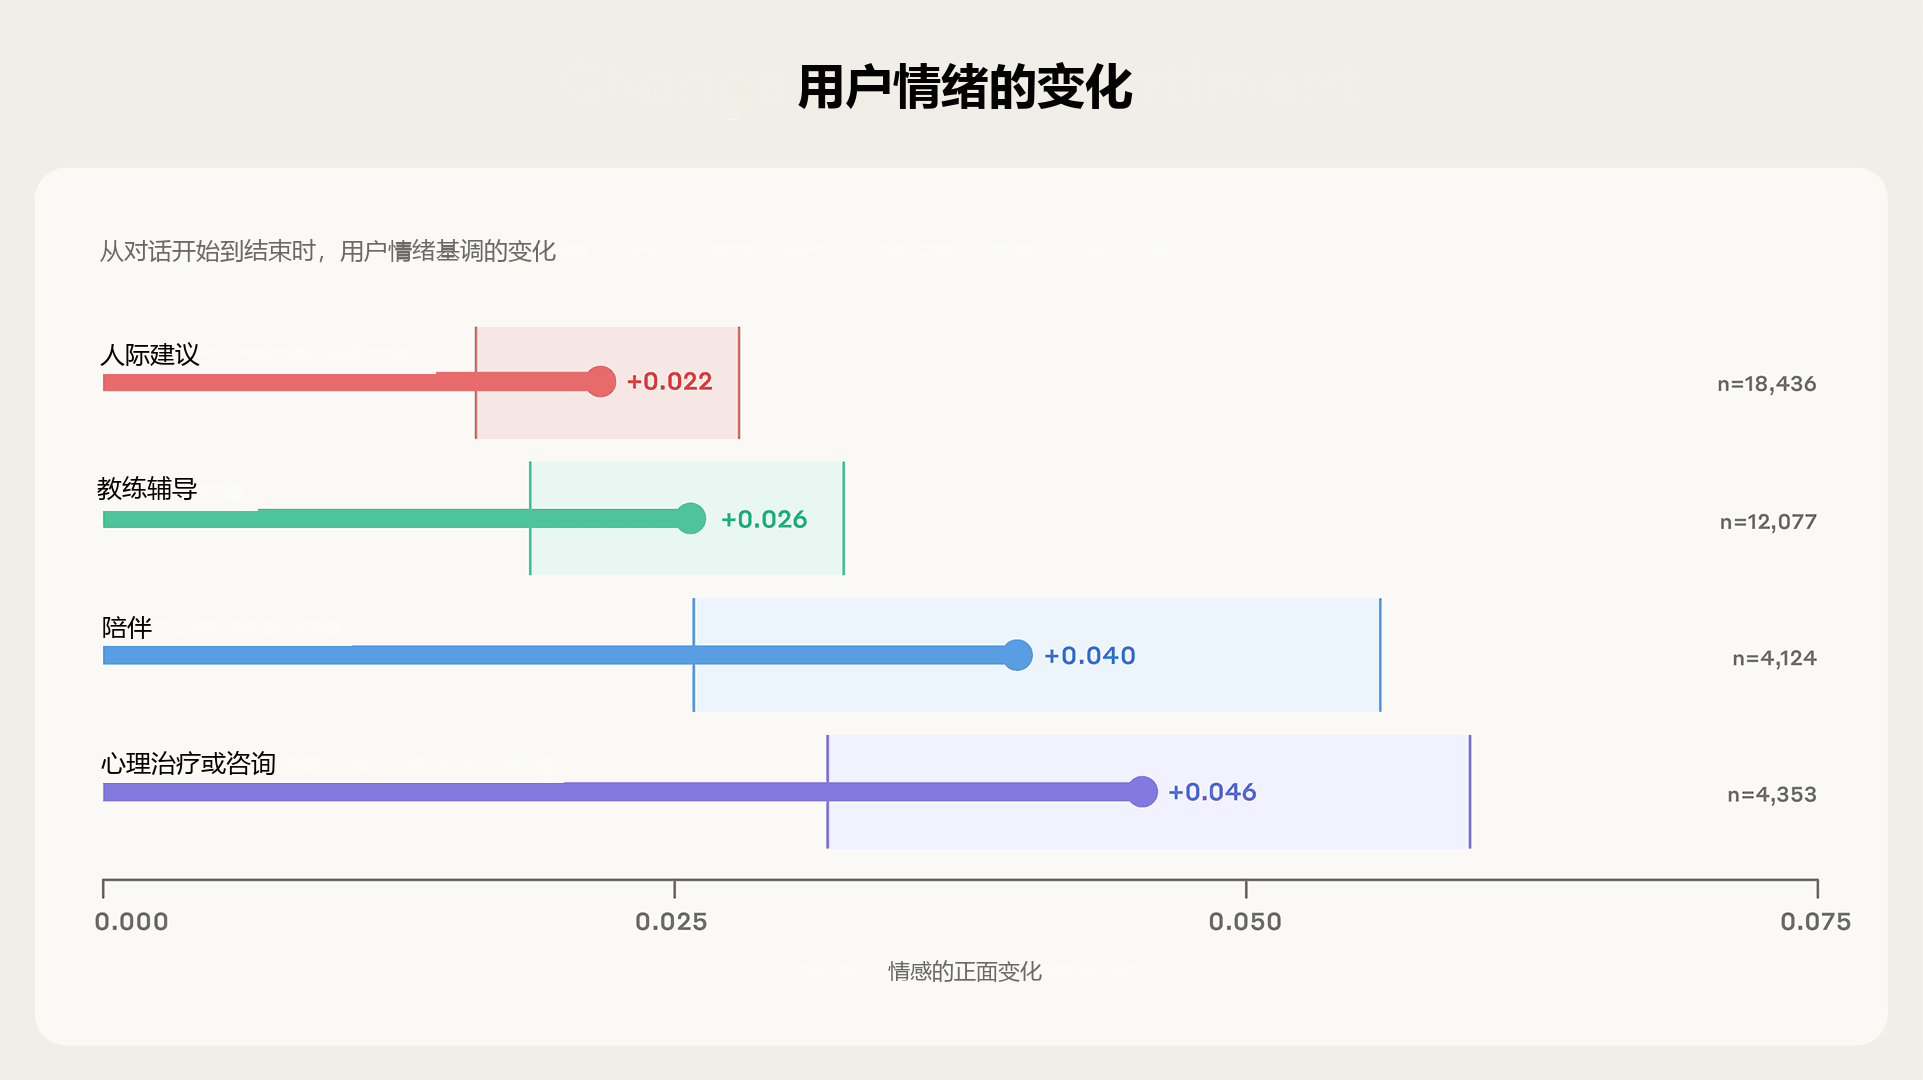 用户情绪的变化
从对话开始到结束时，用户情绪基调的变化
人际建议
+0.022
n=18,436
教练辅导
+0.026
n=12,077
陪伴
+0.040
n=4,124
心理治疗或咨询
+0.046
n=4,353
0.000
0.025
0.050
0.075
情感的正面变化